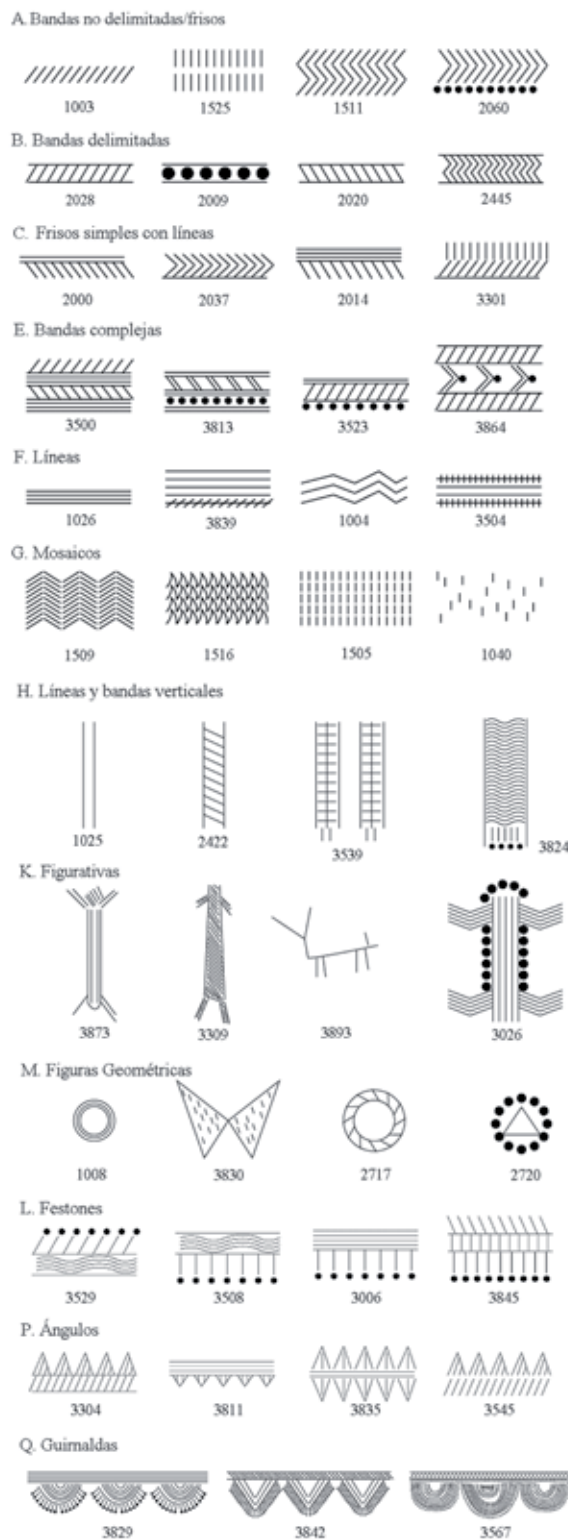 A. Bandas no delimitadas/frisos
1003 1525 1511 2060
B. Bandas delimitadas
2028 2009 2020 2445
C. Frisos simples con líneas
2000 2037 2014 3301
E. Bandas complejas
3500 3813 3523 3864
F. Líneas
1026 3839 1004 3504
G. Mosaicos
1509 1516 1505 1040
H. Líneas y bandas verticales
1025 2422 3539 3824
K. Figurativas
3873 3309 3893 3026
M. Figuras Geométricas
1008 3830 2717 2720
L. Festones
3529 3508 3006 3845
P. Ángulos
3304 3811 3835 3545
Q. Guirnaldas
3829 3842 3567